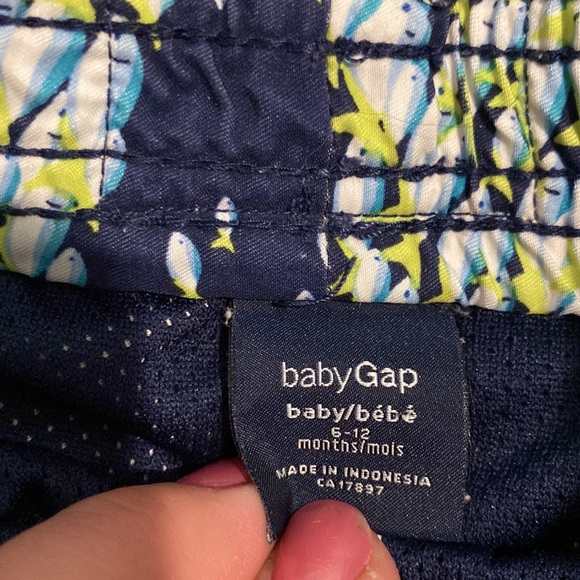 babyGap
baby/bébé
6-12
months/mois
MADE IN INDONESIA
CA17897